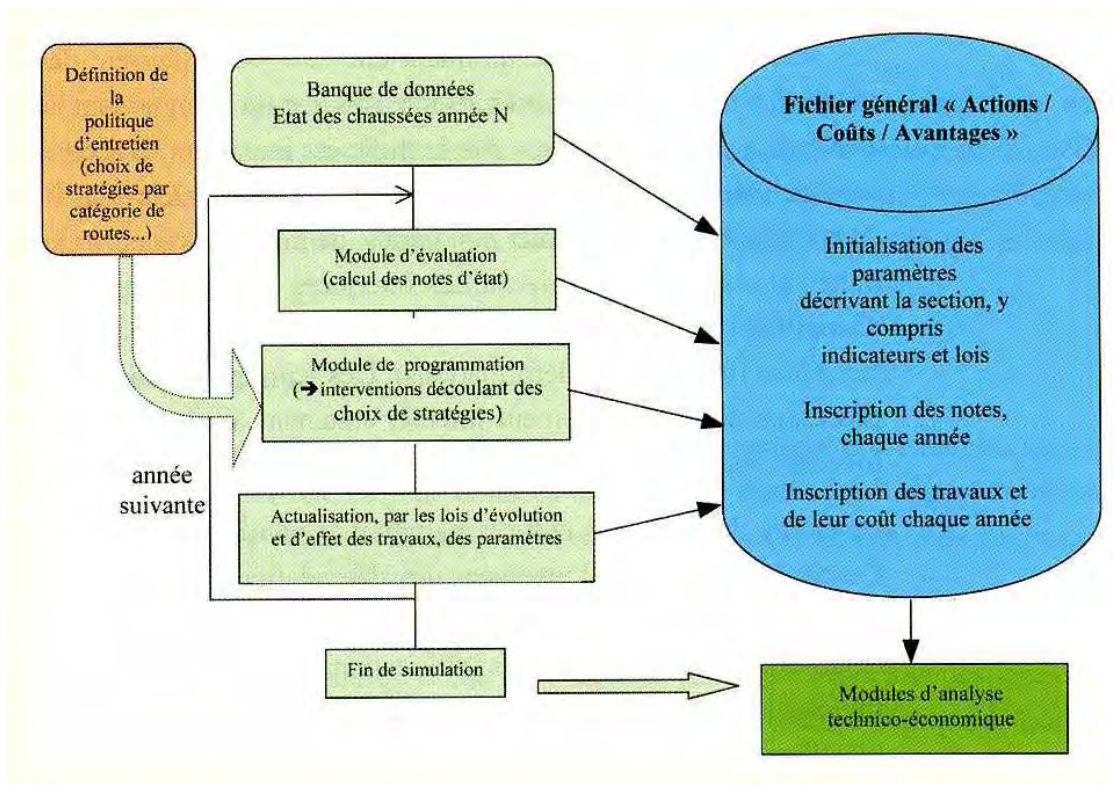 Définition de
la
politique
d'entretien
(choix de
stratégies par
catégorie de
routes...)
Banque de données
Etat des chaussées année N
Module d'évaluation
(calcul des notes d'état)
Module de programmation
(➔interventions découlant des
choix de stratégies)
année
suivante
Actualisation, par les lois d'évolution
et d'effet des travaux, des paramètres
Fin de simulation
Fichier général « Actions /
Coûts / Avantages »
Initialisation des
paramètres
décrivant la section, y
compris
indicateurs et lois
Inscription des notes,
chaque année
Inscription des travaux et
de leur coût chaque année
Modules d'analyse
technico-économique